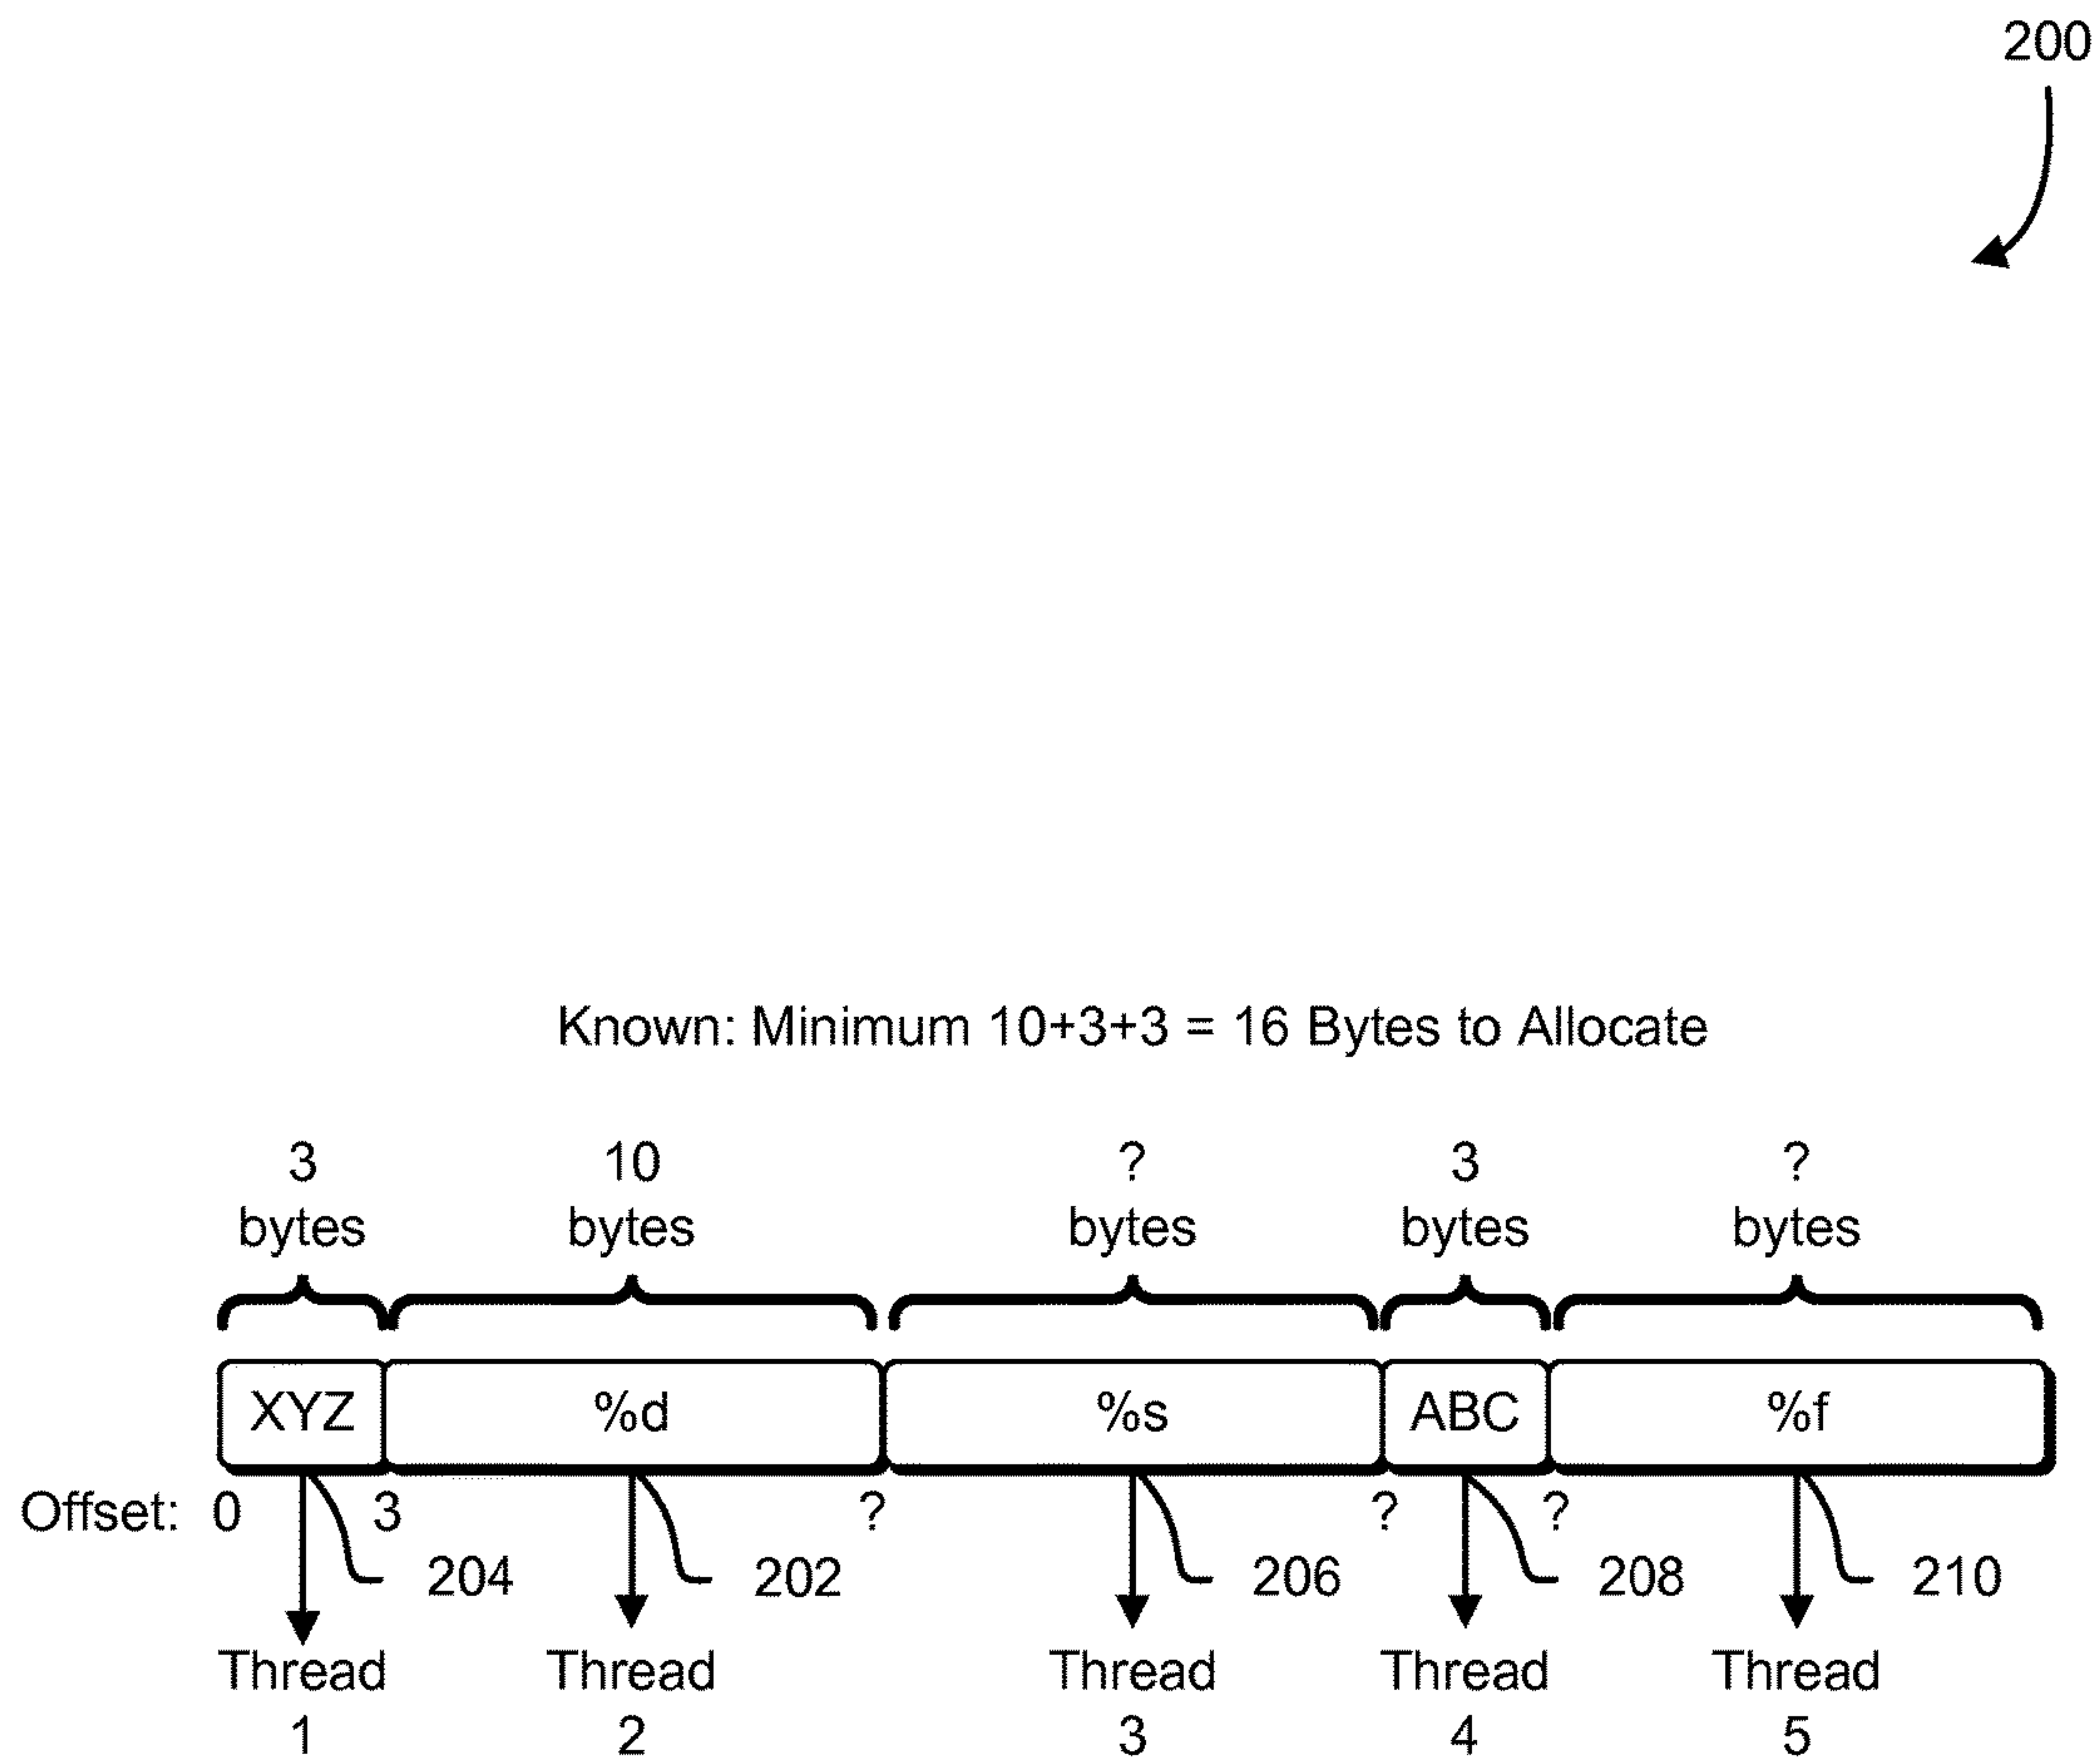 200
Known: Minimum 10+3+3 = 16 Bytes to Allocate
3 10 ? 3 ?
bytes bytes bytes bytes bytes
XYZ %d %s ABC %f
Offset: 0 3 ? ? ?
204 202 206 208 210
Thread Thread Thread Thread Thread
1 2 3 4 5